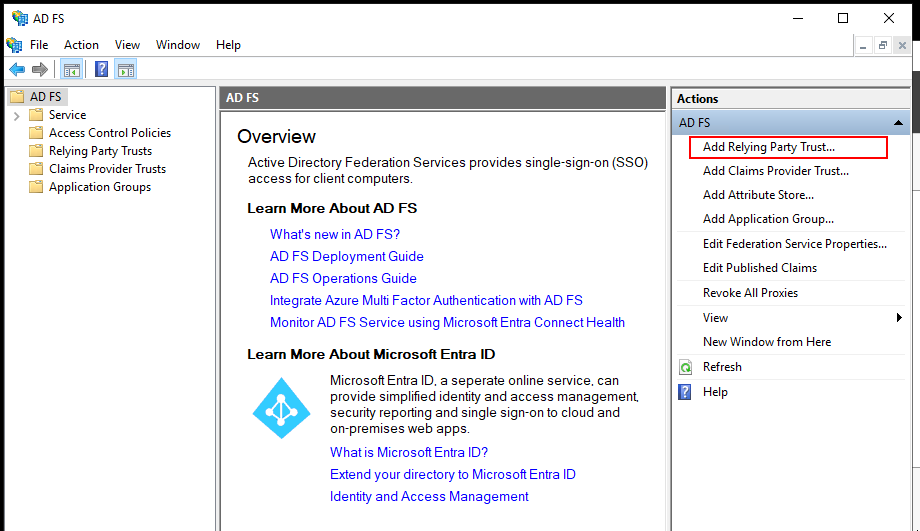 AD FS
File Action View Window Help
AD FS
Service
Access Control Policies
Relying Party Trusts
Claims Provider Trusts
Application Groups
AD FS
Overview
Active Directory Federation Services provides single-sign-on (SSO)
access for client computers.
Learn More About AD FS
What's new in AD FS?
AD FS Deployment Guide
AD FS Operations Guide
Integrate Azure Multi Factor Authentication with AD FS
Monitor AD FS Service using Microsoft Entra Connect Health
Learn More About Microsoft Entra ID
Microsoft Entra ID, a seperate online service, can
provide simplified identity and access management,
security reporting and single sign-on to cloud and
on-premises web apps.
What is Microsoft Entra ID?
Extend your directory to Microsoft Entra ID
Identity and Access Management
Actions
AD FS
Add Relying Party Trust...
Add Claims Provider Trust...
Add Attribute Store...
Add Application Group...
Edit Federation Service Properties...
Edit Published Claims
Revoke All Proxies
View
New Window from Here
Refresh
Help